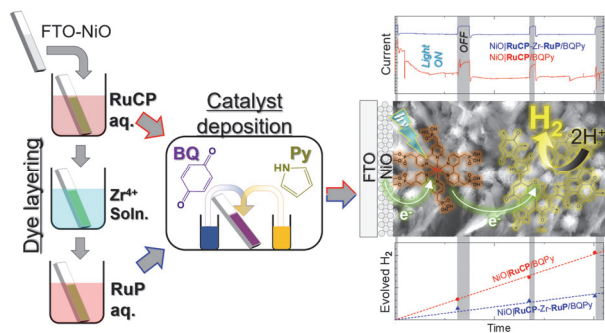 FTO-NiO
RuCP
aq.
Dye layering
Zr4+
Soln.
RuP
aq.
Catalyst
deposition
BQ
Py
O
O
HN
Current
Light
ON
OFF
NiO|RuCP-Zr-RuP/BQPy
NiO|RuCP/BQPy
FTO
NiO
hν
e-
e-
H2
2H+
Evolved H2
NiO|RuCP/BQPy
NiO|RuCP-Zr-RuP/BQPy
Time